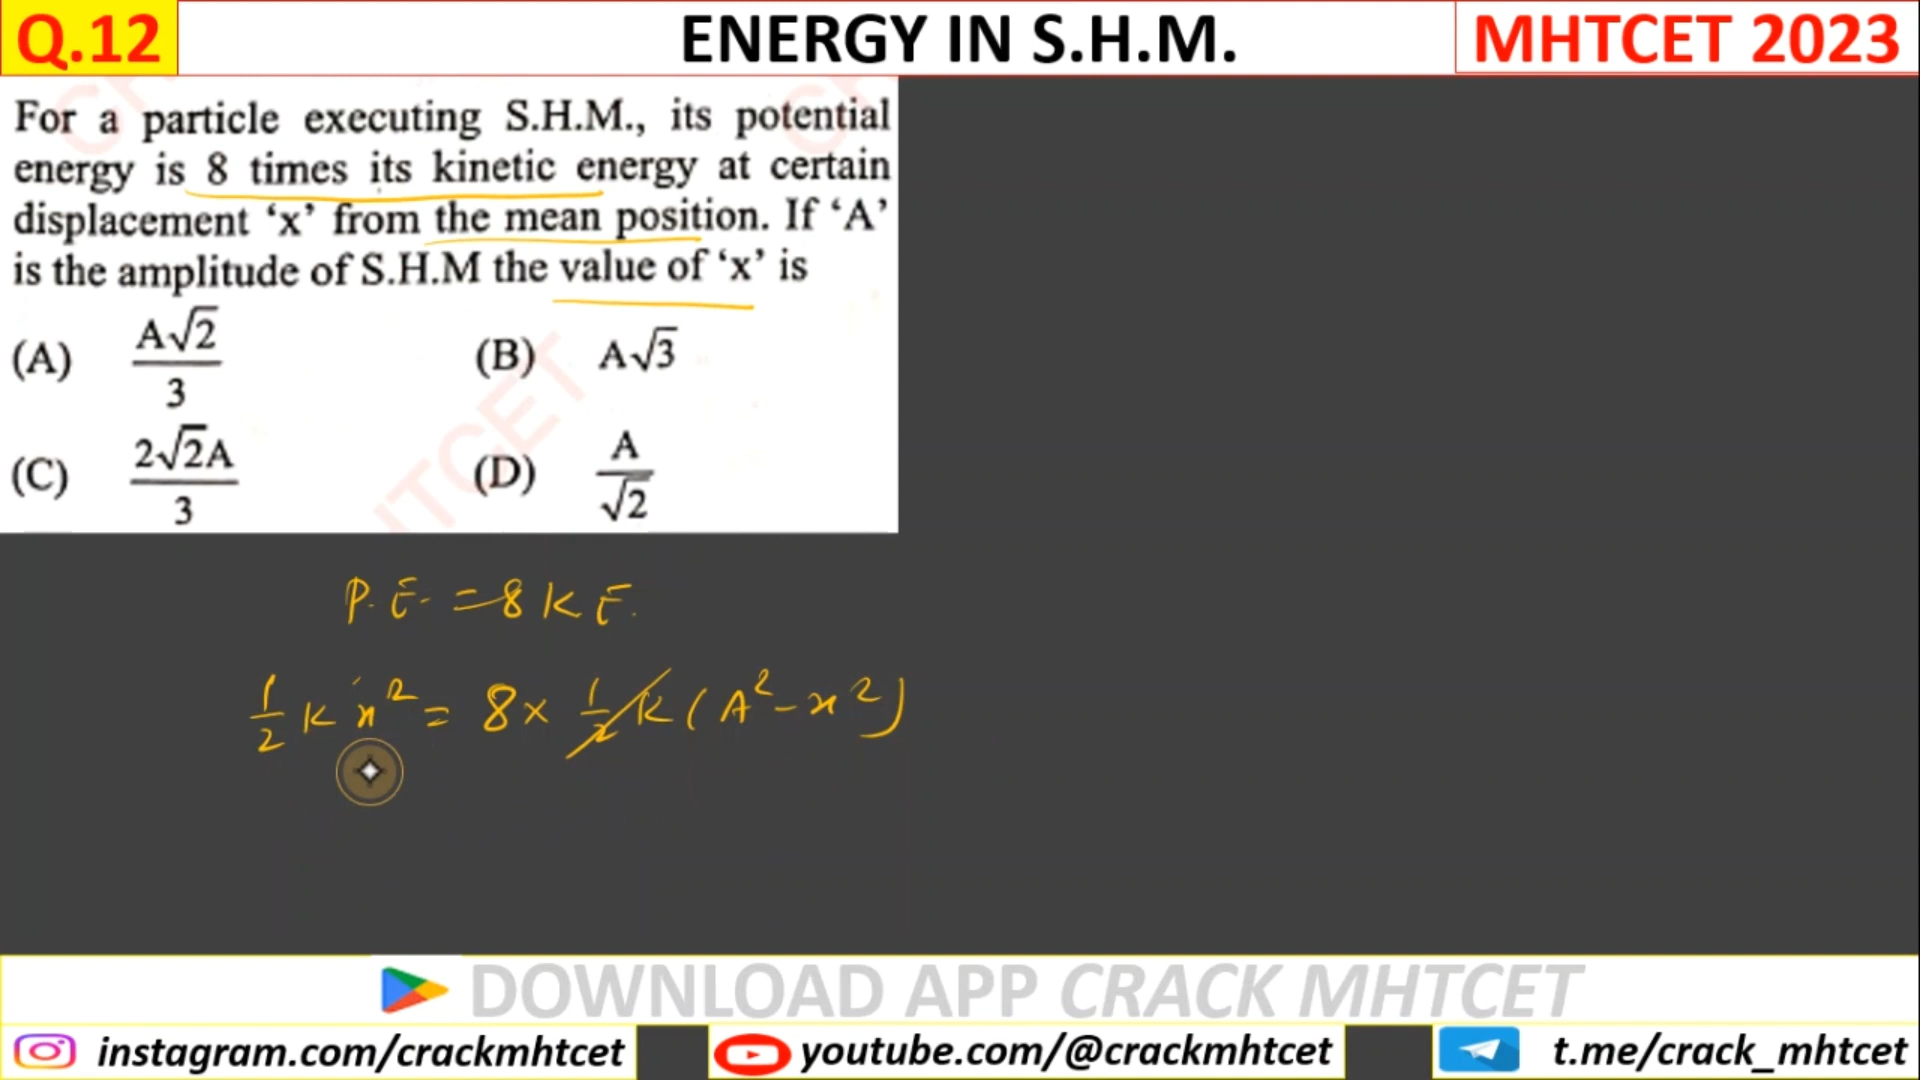 Q.12
ENERGY IN S.H.M.
MHTCET 2023
For a particle executing S.H.M., its potential
energy is 8 times its kinetic energy at certain
displacement ‘x’ from the mean position. If ‘A’
is the amplitude of S.H.M the value of ‘x’ is
(A) A√2/3 (B) A√3
(C) 2√2A/3 (D) A/√2
P.E. = 8 K E.
1/2 K x² = 8 × 1/2 K (A² - x²)
DOWNLOAD APP CRACK MHTCET
instagram.com/crackmhtcet
youtube.com/@crackmhtcet
t.me/crack_mhtcet